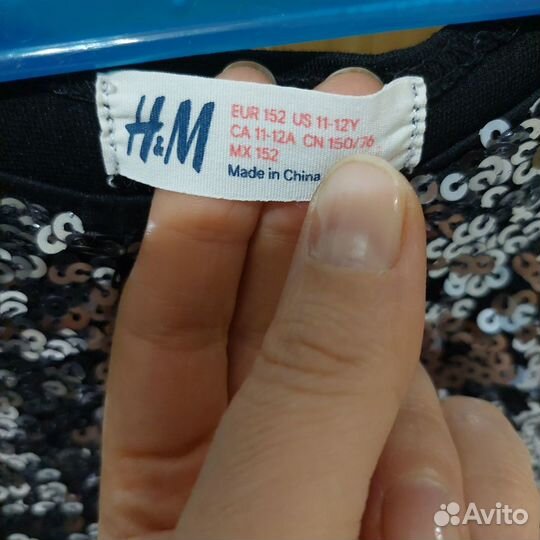 H&M
EUR 152 US 11-12Y
CA 11-12A CN 150/76
MX 152
Made in China
Avito